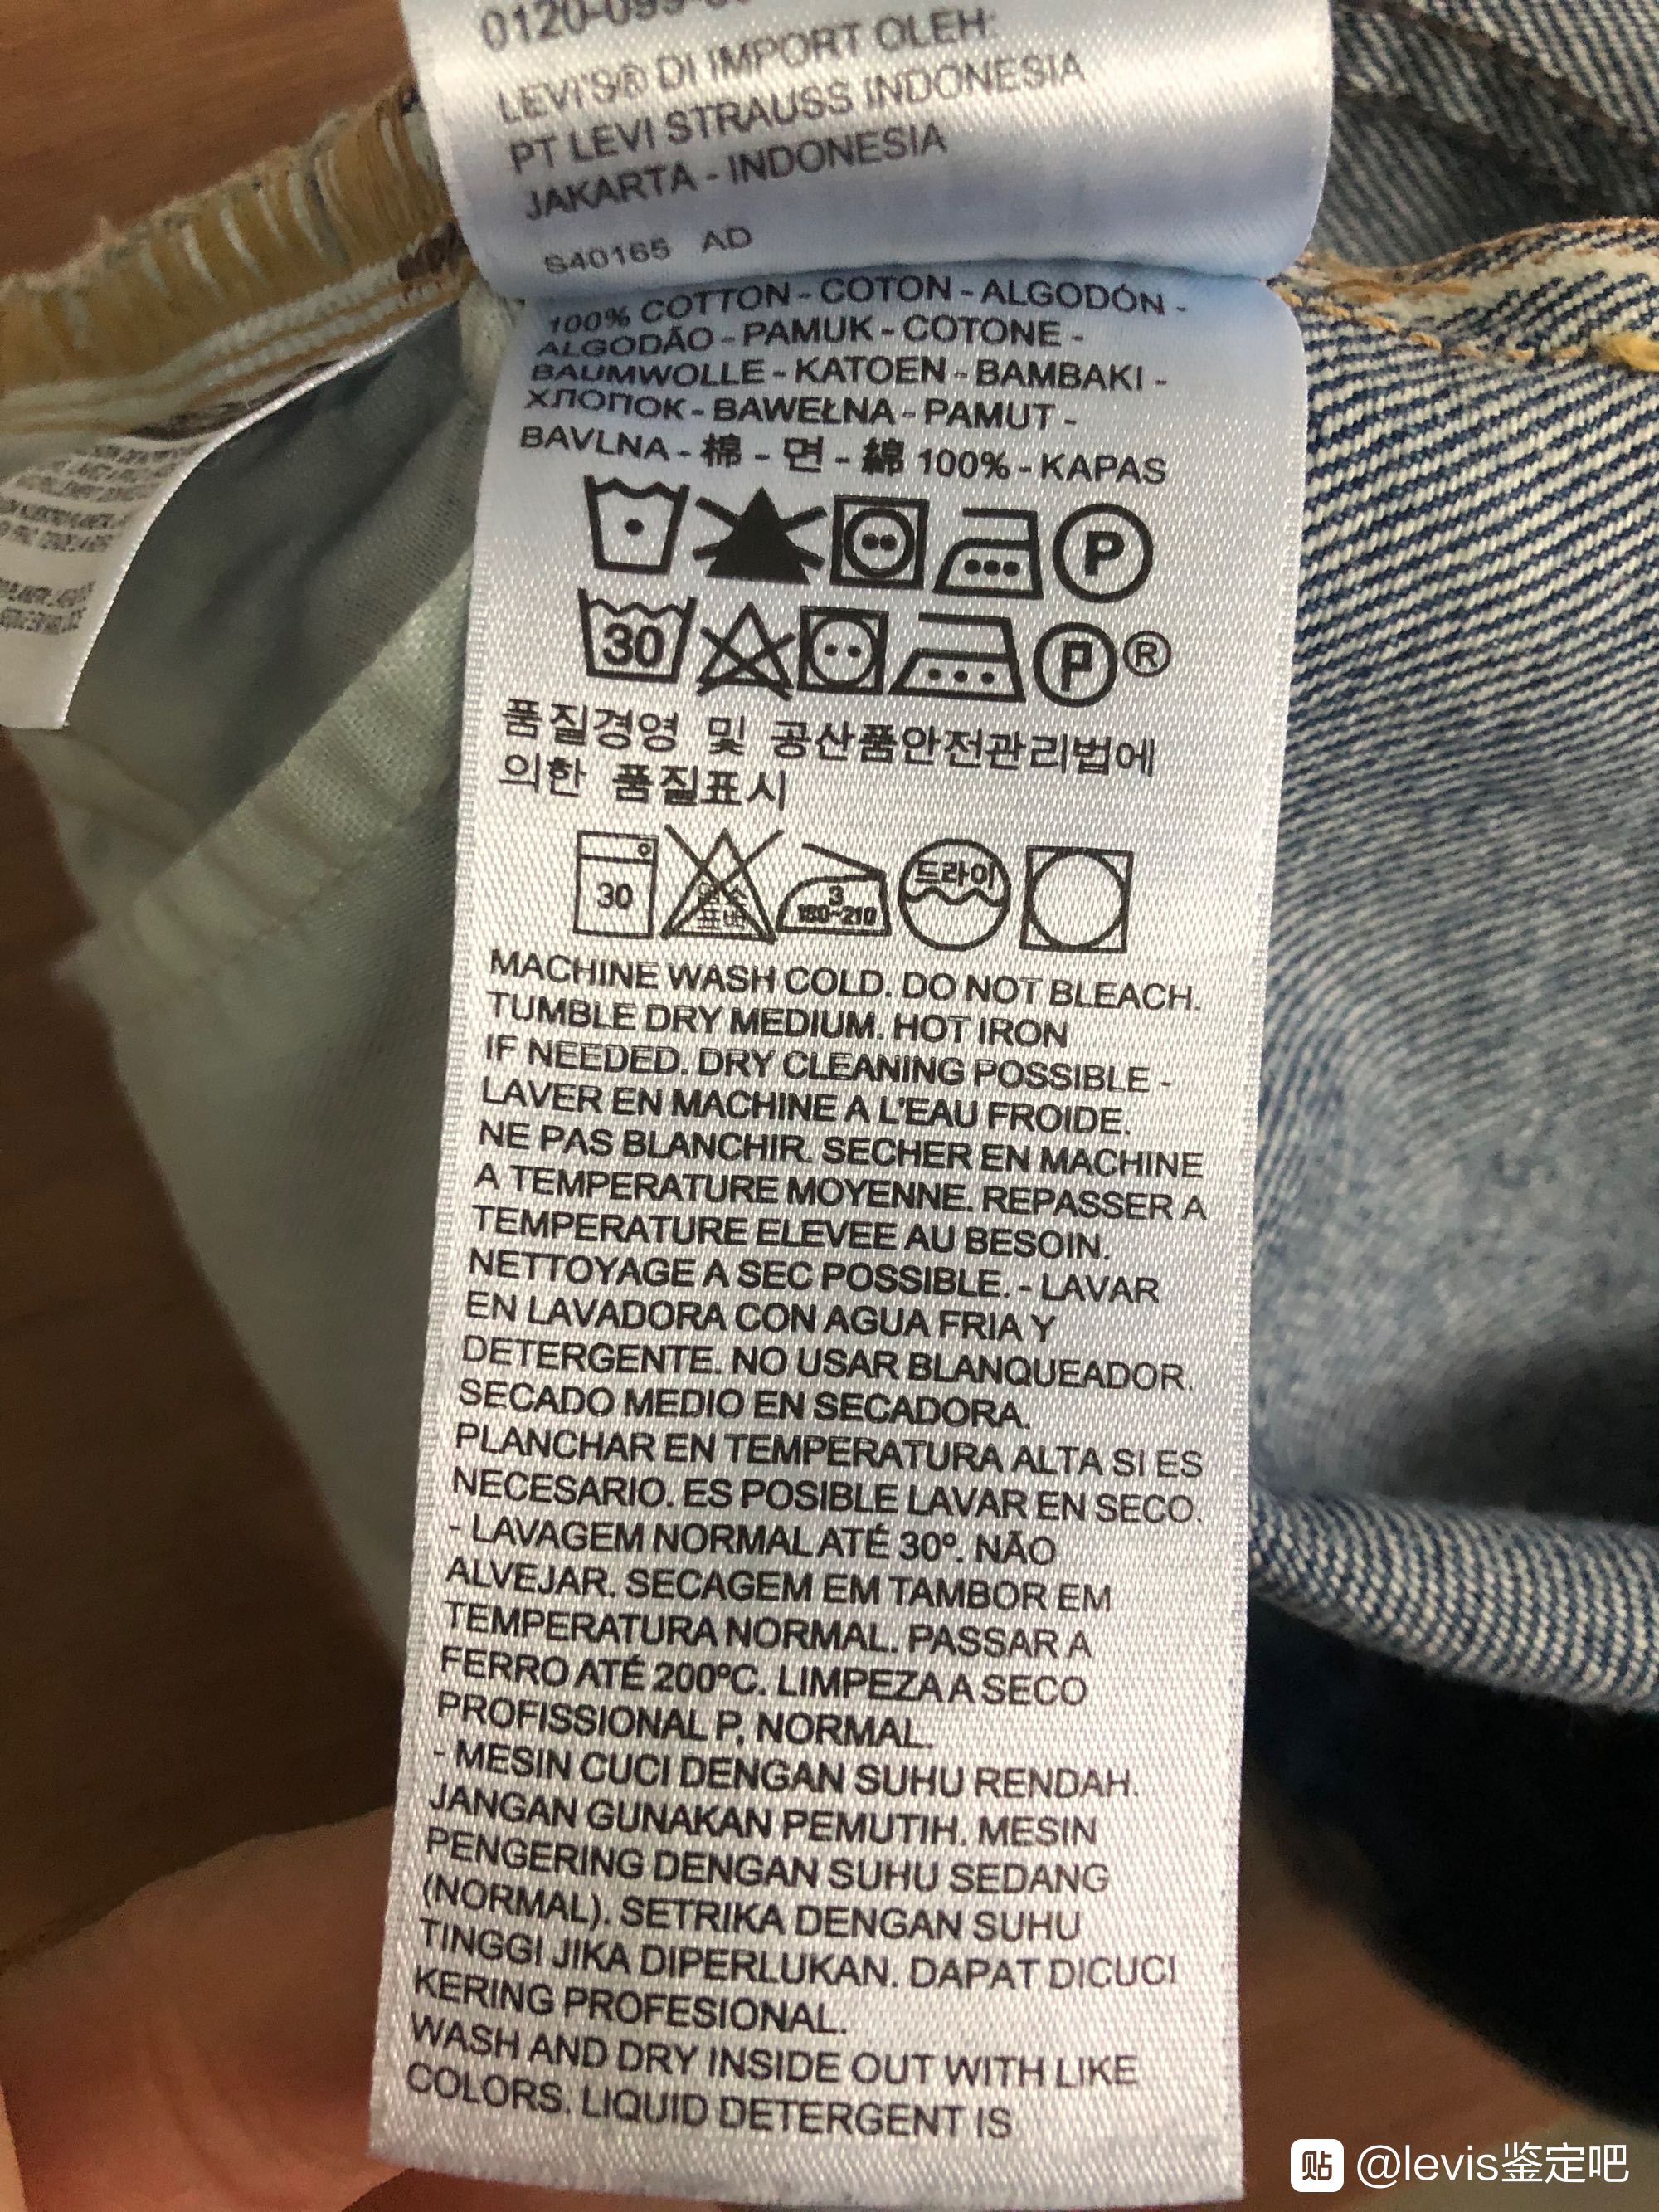 LEVI'S® DI IMPORT OLEH:
PT LEVI STRAUSS INDONESIA
JAKARTA - INDONESIA
S40165 AD
100% COTTON - COTON - ALGODÓN -
ALGODÃO - PAMUK - COTONE -
BAUMWOLLE - KATOEN - BAMBAKI -
ХЛОПОК - BAWEŁNA - PAMUT -
BAVLNA - 棉 - 면 - 綿 100% - KAPAS
P
30 P ®
품질경영 및 공산품안전관리법에
의한 품질표시
30 3 180~210 드라이
MACHINE WASH COLD. DO NOT BLEACH.
TUMBLE DRY MEDIUM. HOT IRON
IF NEEDED. DRY CLEANING POSSIBLE -
LAVER EN MACHINE A L'EAU FROIDE.
NE PAS BLANCHIR. SECHER EN MACHINE
A TEMPERATURE MOYENNE. REPASSER A
TEMPERATURE ELEVEE AU BESOIN.
NETTOYAGE A SEC POSSIBLE. - LAVAR
EN LAVADORA CON AGUA FRIA Y
DETERGENTE. NO USAR BLANQUEADOR.
SECADO MEDIO EN SECADORA.
PLANCHAR EN TEMPERATURA ALTA SI ES
NECESARIO. ES POSIBLE LAVAR EN SECO.
- LAVAGEM NORMAL ATÉ 30º. NÃO
ALVEJAR. SECAGEM EM TAMBOR EM
TEMPERATURA NORMAL. PASSAR A
FERRO ATÉ 200ºC. LIMPEZA A SECO
PROFISSIONAL P, NORMAL.
- MESIN CUCI DENGAN SUHU RENDAH.
JANGAN GUNAKAN PEMUTIH. MESIN
PENGERING DENGAN SUHU SEDANG
(NORMAL). SETRIKA DENGAN SUHU
TINGGI JIKA DIPERLUKAN. DAPAT DICUCI
KERING PROFESIONAL.
WASH AND DRY INSIDE OUT WITH LIKE
COLORS. LIQUID DETERGENT IS
贴 @levis鉴定吧